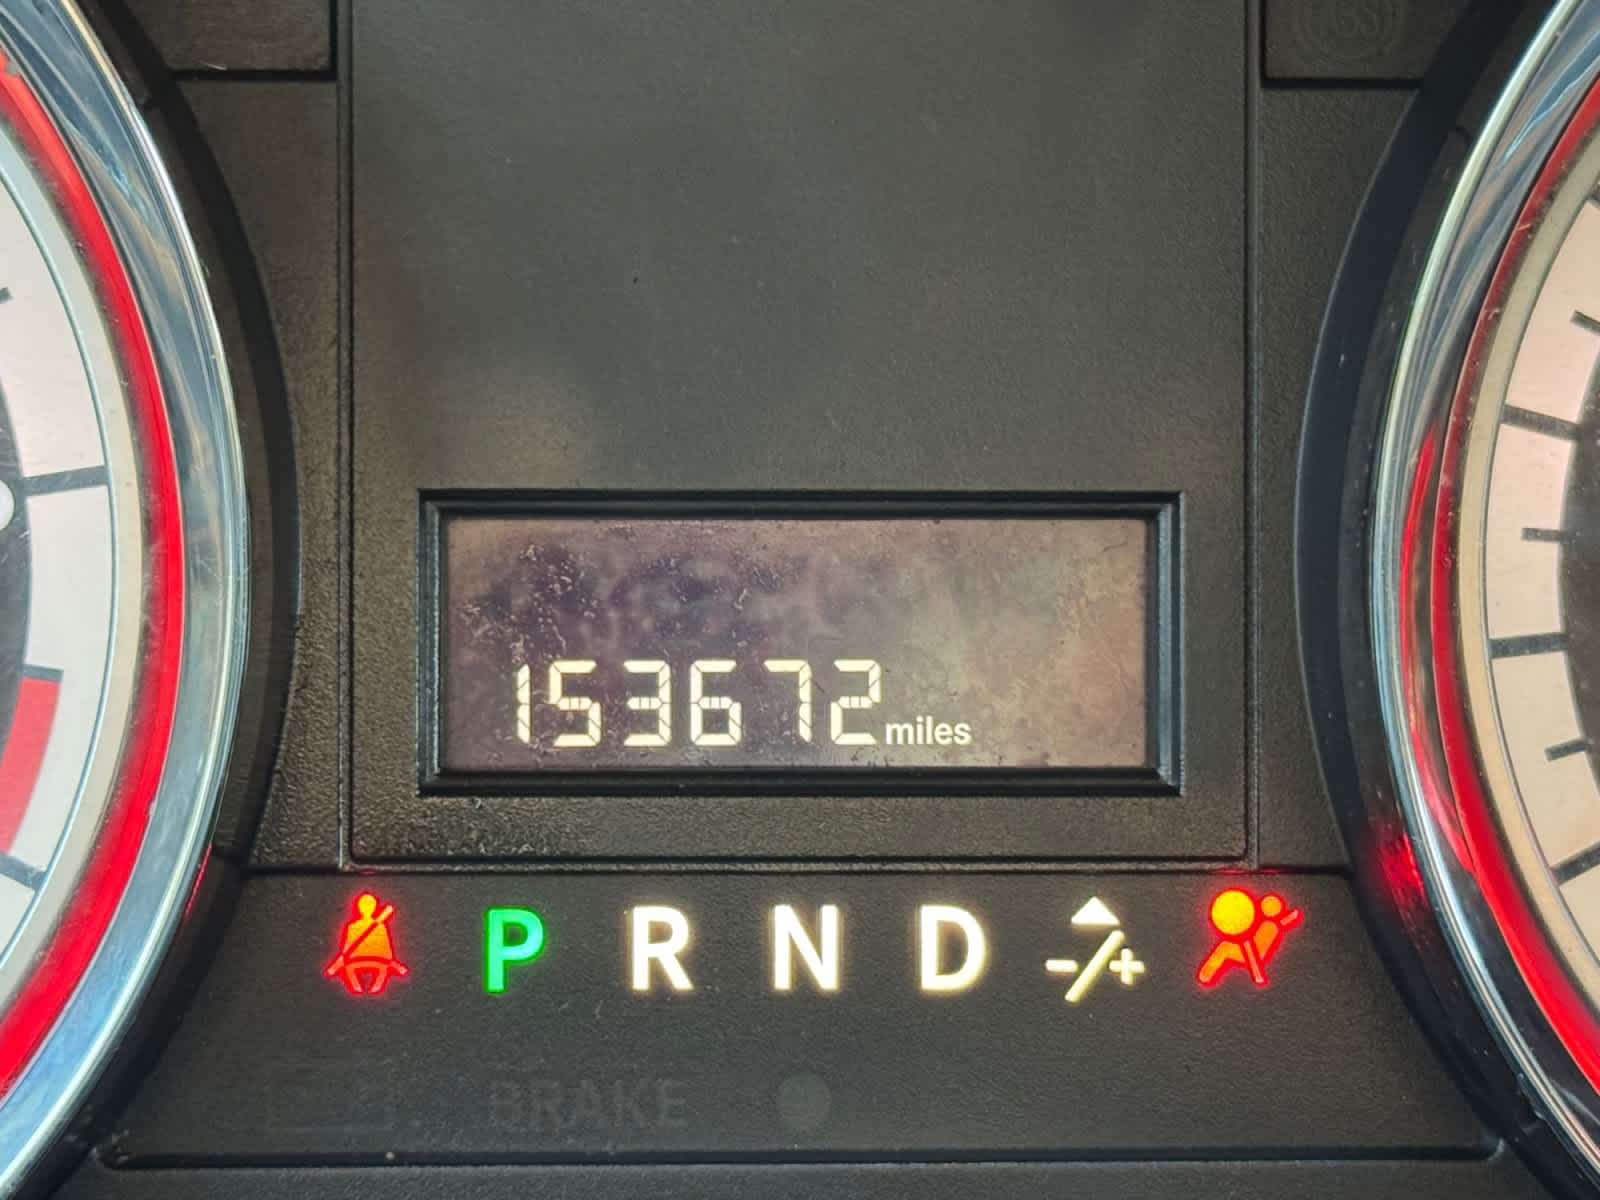 153672 miles
P R N D -/+
BRAKE